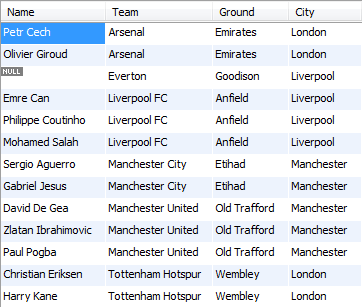 Name Team Ground City
Petr Cech Arsenal Emirates London
Olivier Giroud Arsenal Emirates London
NULL Everton Goodison Liverpool
Emre Can Liverpool FC Anfield Liverpool
Philippe Coutinho Liverpool FC Anfield Liverpool
Mohamed Salah Liverpool FC Anfield Liverpool
Sergio Aguerro Manchester City Etihad Manchester
Gabriel Jesus Manchester City Etihad Manchester
David De Gea Manchester United Old Trafford Manchester
Zlatan Ibrahimovic Manchester United Old Trafford Manchester
Paul Pogba Manchester United Old Trafford Manchester
Christian Eriksen Tottenham Hotspur Wembley London
Harry Kane Tottenham Hotspur Wembley London